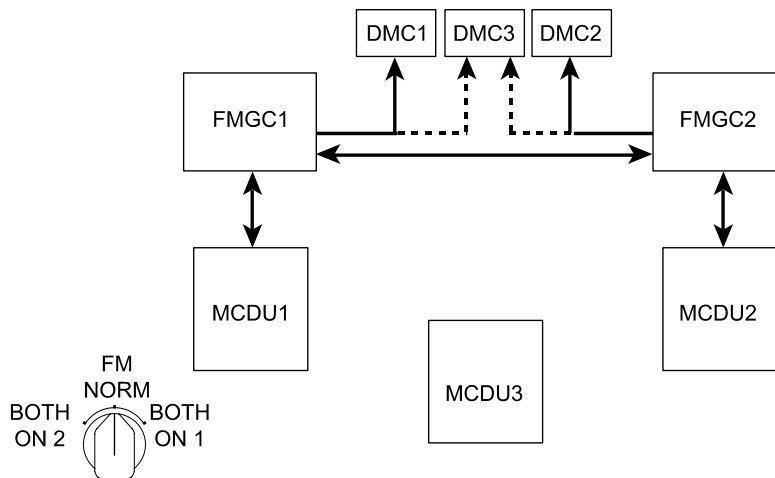 DMC1
DMC3
DMC2
FMGC1
FMGC2
MCDU1
MCDU2
MCDU3
FM
NORM
BOTH
ON 2
BOTH
ON 1